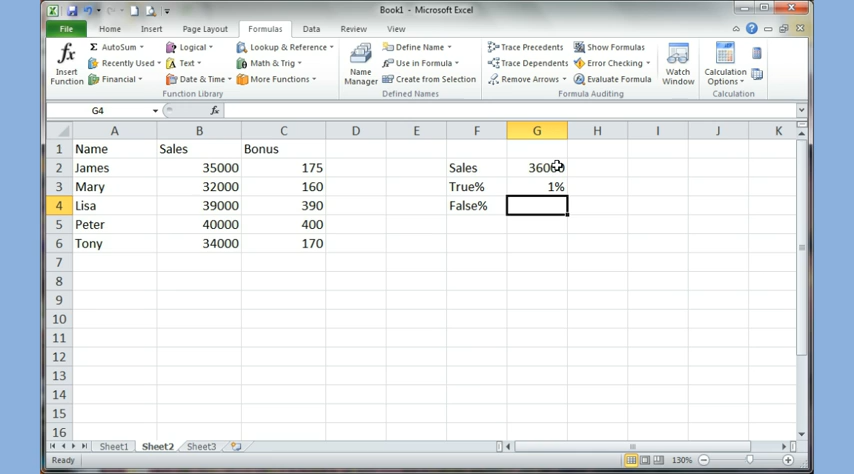 Book1 - Microsoft Excel
File Home Insert Page Layout Formulas Data Review View
fx Insert Function
Σ AutoSum
Recently Used
Financial
Logical
Text
Date & Time
Lookup & Reference
Math & Trig
More Functions
Function Library
Name Manager
Define Name
Use in Formula
Create from Selection
Defined Names
Trace Precedents
Trace Dependents
Remove Arrows
Show Formulas
Error Checking
Evaluate Formula
Formula Auditing
Watch Window
Calculation Options
Calculation
G4 fx
A B C D E F G H I J K
1 Name Sales Bonus
2 James 35000 175 Sales 36000
3 Mary 32000 160 True% 1%
4 Lisa 39000 390 False%
5 Peter 40000 400
6 Tony 34000 170
7
8
9
10
11
12
13
14
15
16
Sheet1 Sheet2 Sheet3
Ready 130%